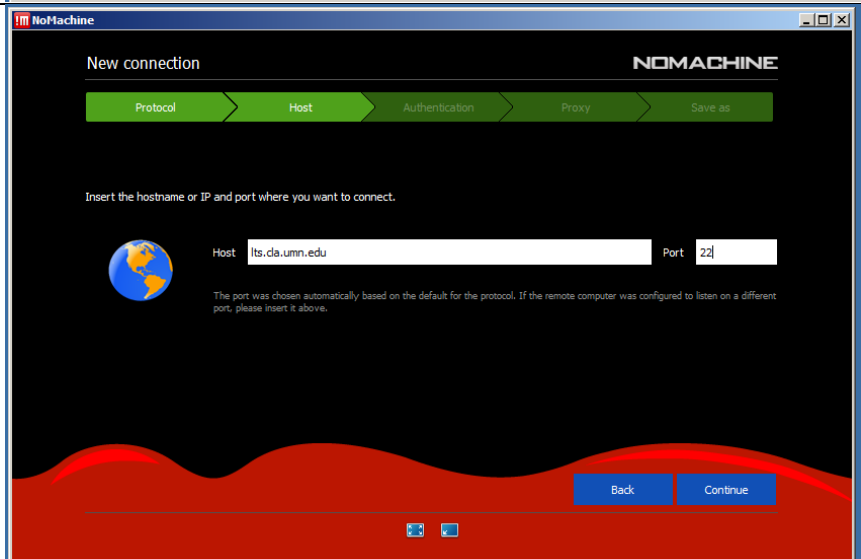 !M NoMachine
New connection
NOMACHINE
Protocol
Host
Authentication
Proxy
Save as
Insert the hostname or IP and port where you want to connect.
Host lts.cla.umn.edu Port 22
The port was chosen automatically based on the default for the protocol. If the remote computer was configured to listen on a different
port, please insert it above.
Back
Continue